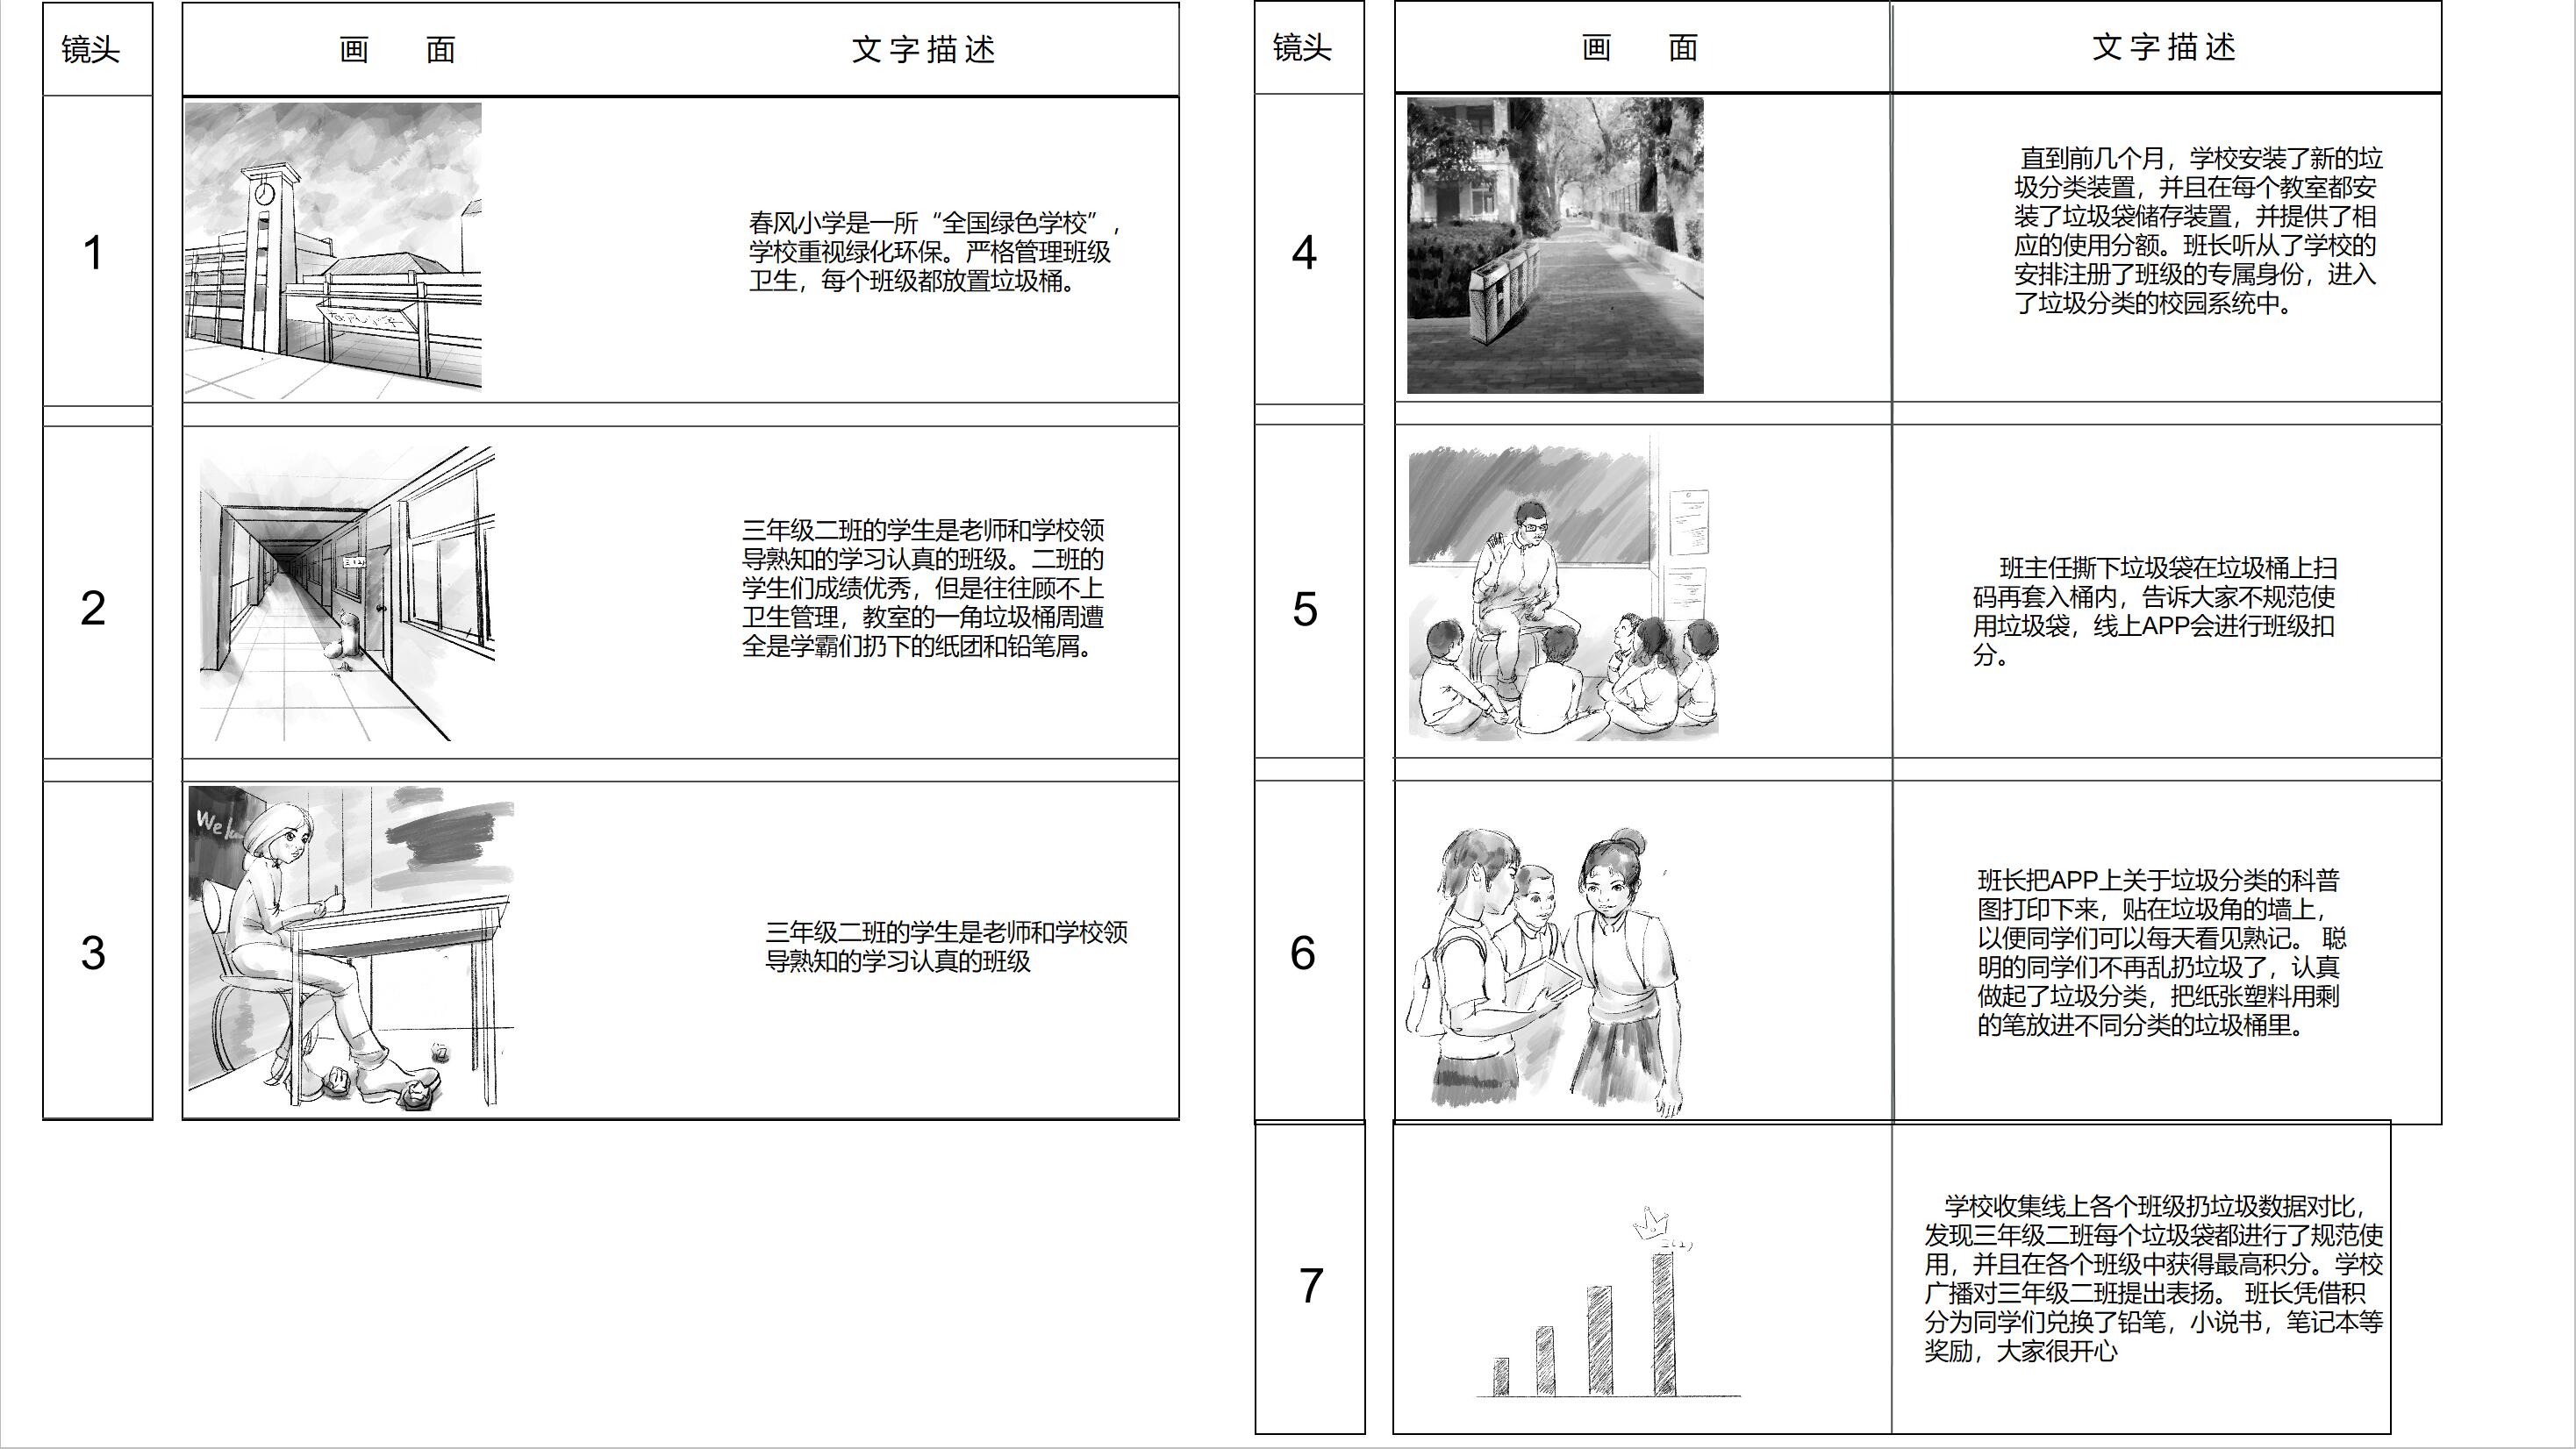 镜头
画 面
文字描述
1
春风小学是一所“全国绿色学校”，
学校重视绿化环保。严格管理班级
卫生，每个班级都放置垃圾桶。
2
三年级二班的学生是老师和学校领
导熟知的学习认真的班级。二班的
学生们成绩优秀，但是往往顾不上
卫生管理，教室的一角垃圾桶周遭
全是学霸们扔下的纸团和铅笔屑。
3
三年级二班的学生是老师和学校领
导熟知的学习认真的班级
镜头
画 面
文字描述
4
直到前几个月，学校安装了新的垃
圾分类装置，并且在每个教室都安
装了垃圾袋储存装置，并提供了相
应的使用分额。班长听从了学校的
安排注册了班级的专属身份，进入
了垃圾分类的校园系统中。
5
班主任撕下垃圾袋在垃圾桶上扫
码再套入桶内，告诉大家不规范使
用垃圾袋，线上APP会进行班级扣
分。
6
班长把APP上关于垃圾分类的科普
图打印下来，贴在垃圾角的墙上，
以便同学们可以每天看见熟记。 聪
明的同学们不再乱扔垃圾了，认真
做起了垃圾分类，把纸张塑料用剩
的笔放进不同分类的垃圾桶里。
7
三(2)
学校收集线上各个班级扔垃圾数据对比，
发现三年级二班每个垃圾袋都进行了规范使
用，并且在各个班级中获得最高积分。学校
广播对三年级二班提出表扬。 班长凭借积
分为同学们兑换了铅笔，小说书，笔记本等
奖励，大家很开心